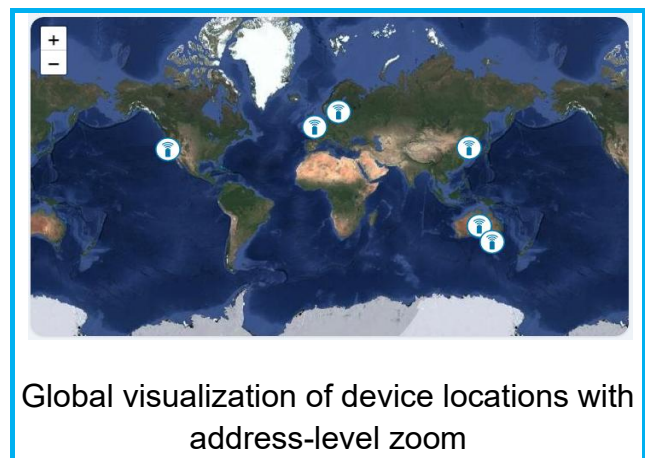 +
−
Global visualization of device locations with
address-level zoom